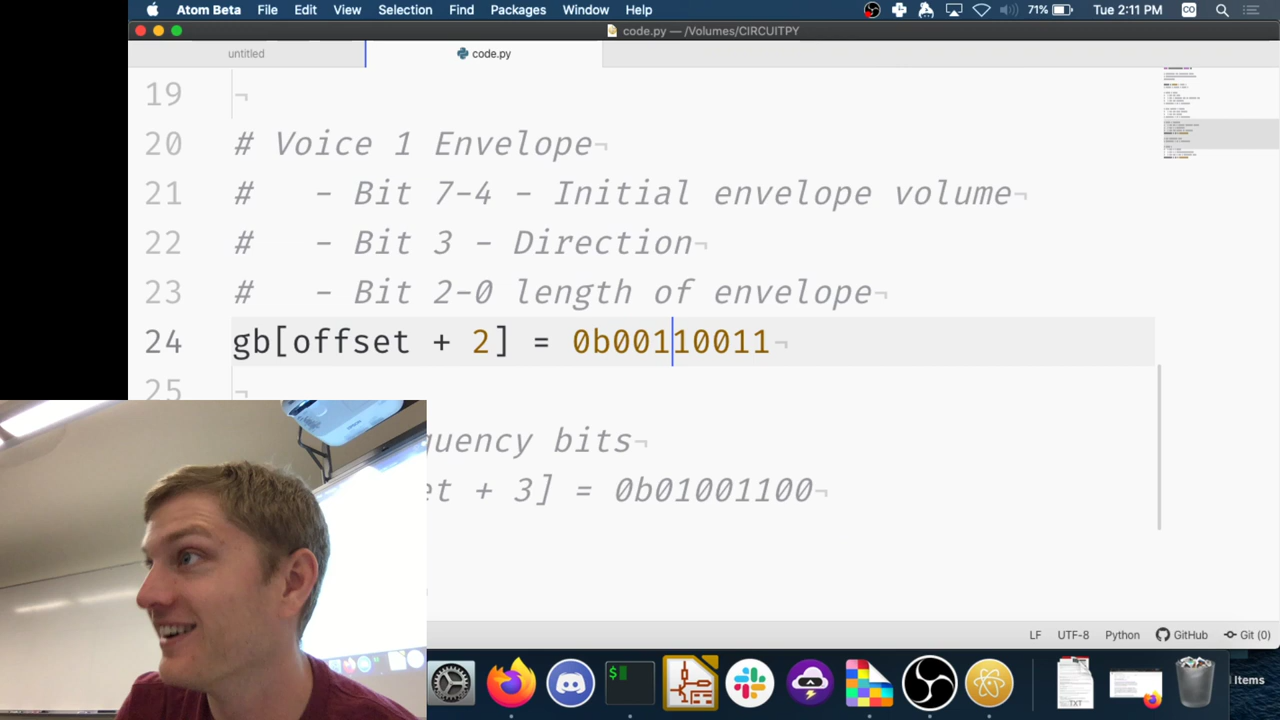 Atom Beta File Edit View Selection Find Packages Window Help 71% Tue 2:11 PM CO
code.py — /Volumes/CIRCUITPY
untitled code.py
19
20 # Voice 1 Envelope¬
21 #   - Bit 7-4 - Initial envelope volume¬
22 #   - Bit 3 - Direction¬
23 #   - Bit 2-0 length of envelope¬
24 gb[offset + 2] = 0b00110011¬
25
quency bits¬
et + 3] = 0b01001100¬
LF UTF-8 Python GitHub Git (0)
$
TXT
Items